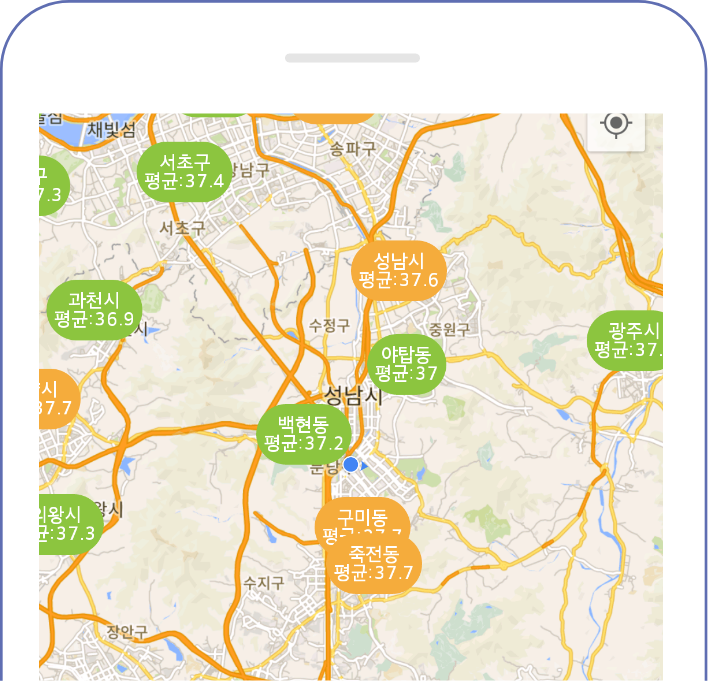 채빛섬
송파구
서초구
평균:37.4
강남구
7.3
서초구
성남시
평균:37.6
과천시
평균:36.9
수정구
중원구
광주시
평균:37.
야탑동
평균:37
시
37.7
성남시
백현동
평균:37.2
분당구
의왕시
평균:37.3
왕시
구미동
평균:37.7
죽전동
평균:37.7
수지구
장안구